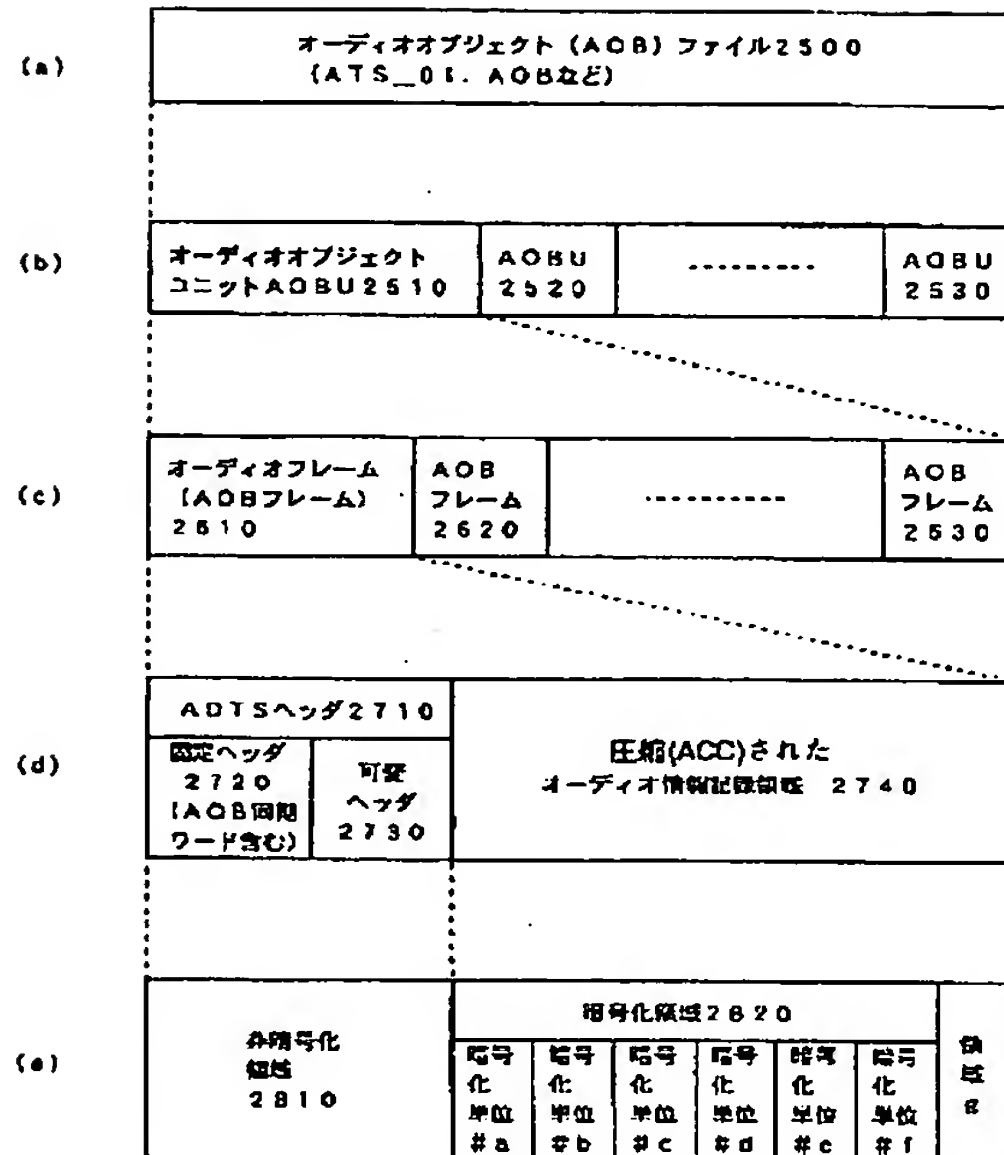 (a)
オーディオオブジェクト (AOB) ファイル2500
(ATS_01. AOBなど)
(b)
オーディオオブジェクト
ユニットAOBU2510
AOBU
2520
AOBU
2530
(c)
オーディオフレーム
(AOBフレーム)
2610
AOB
フレーム
2620
AOB
フレーム
2630
(d)
ADTSヘッダ2710
固定ヘッダ
2720
(AOB同期
ワード含む)
可変
ヘッダ
2730
圧縮(ACC)された
オーディオ情報記録領域 2740
(e)
非暗号化
領域
2810
暗号化領域2820
暗号
化
単位
#a
暗号
化
単位
#b
暗号
化
単位
#c
暗号
化
単位
#d
暗号
化
単位
#e
暗号
化
単位
#f